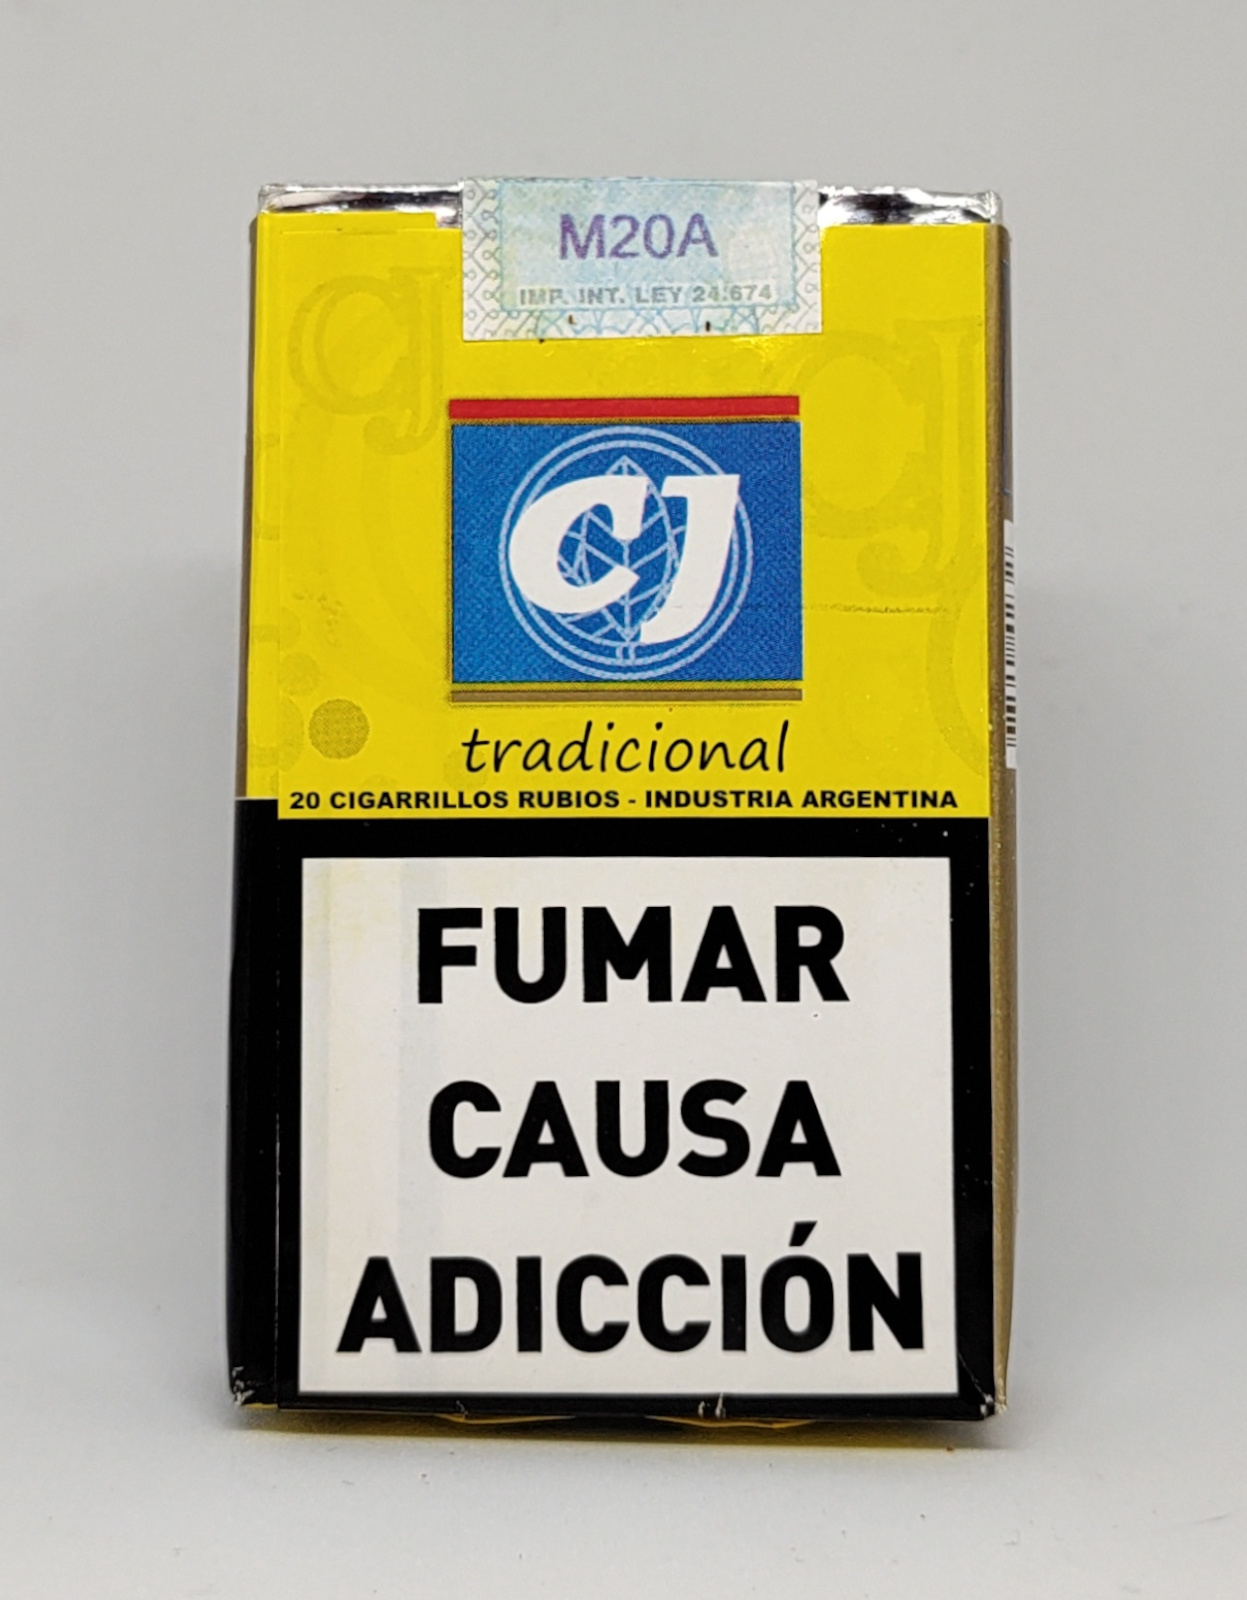 M20A
IMP. INT. LEY 24.674
CJ
tradicional
20 CIGARRILLOS RUBIOS - INDUSTRIA ARGENTINA
FUMAR
CAUSA
ADICCIÓN